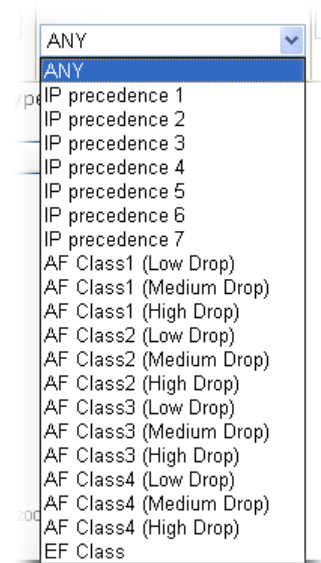 ANY
ANY
IP precedence 1
IP precedence 2
IP precedence 3
IP precedence 4
IP precedence 5
IP precedence 6
IP precedence 7
AF Class1 (Low Drop)
AF Class1 (Medium Drop)
AF Class1 (High Drop)
AF Class2 (Low Drop)
AF Class2 (Medium Drop)
AF Class2 (High Drop)
AF Class3 (Low Drop)
AF Class3 (Medium Drop)
AF Class3 (High Drop)
AF Class4 (Low Drop)
AF Class4 (Medium Drop)
AF Class4 (High Drop)
EF Class